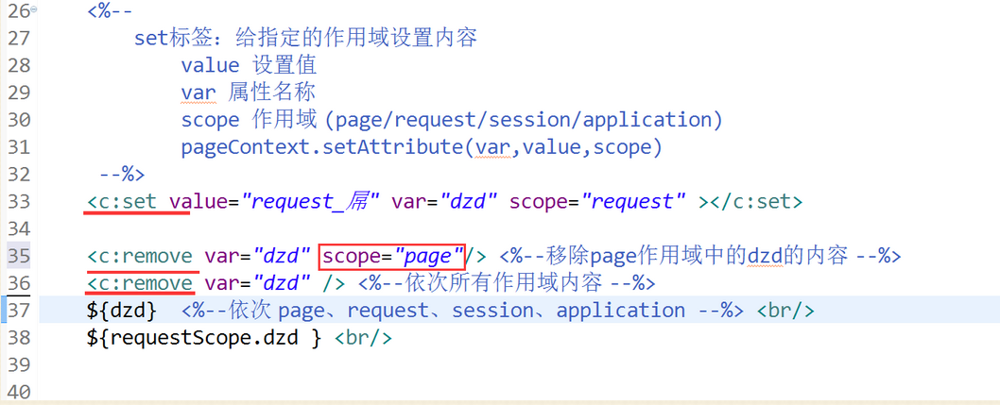 26 <%--
27 set标签：给指定的作用域设置内容
28 value 设置值
29 var 属性名称
30 scope 作用域 (page/request/session/application)
31 pageContext.setAttribute(var,value,scope)
32 --%>
33 <c:set value="request_屌" var="dzd" scope="request" ></c:set>
34
35 <c:remove var="dzd" scope="page"/> <%--移除page作用域中的dzd的内容 --%>
36 <c:remove var="dzd" /> <%--依次所有作用域内容 --%>
37 ${dzd} <%--依次 page、request、session、application --%> <br/>
38 ${requestScope.dzd } <br/>
39
40